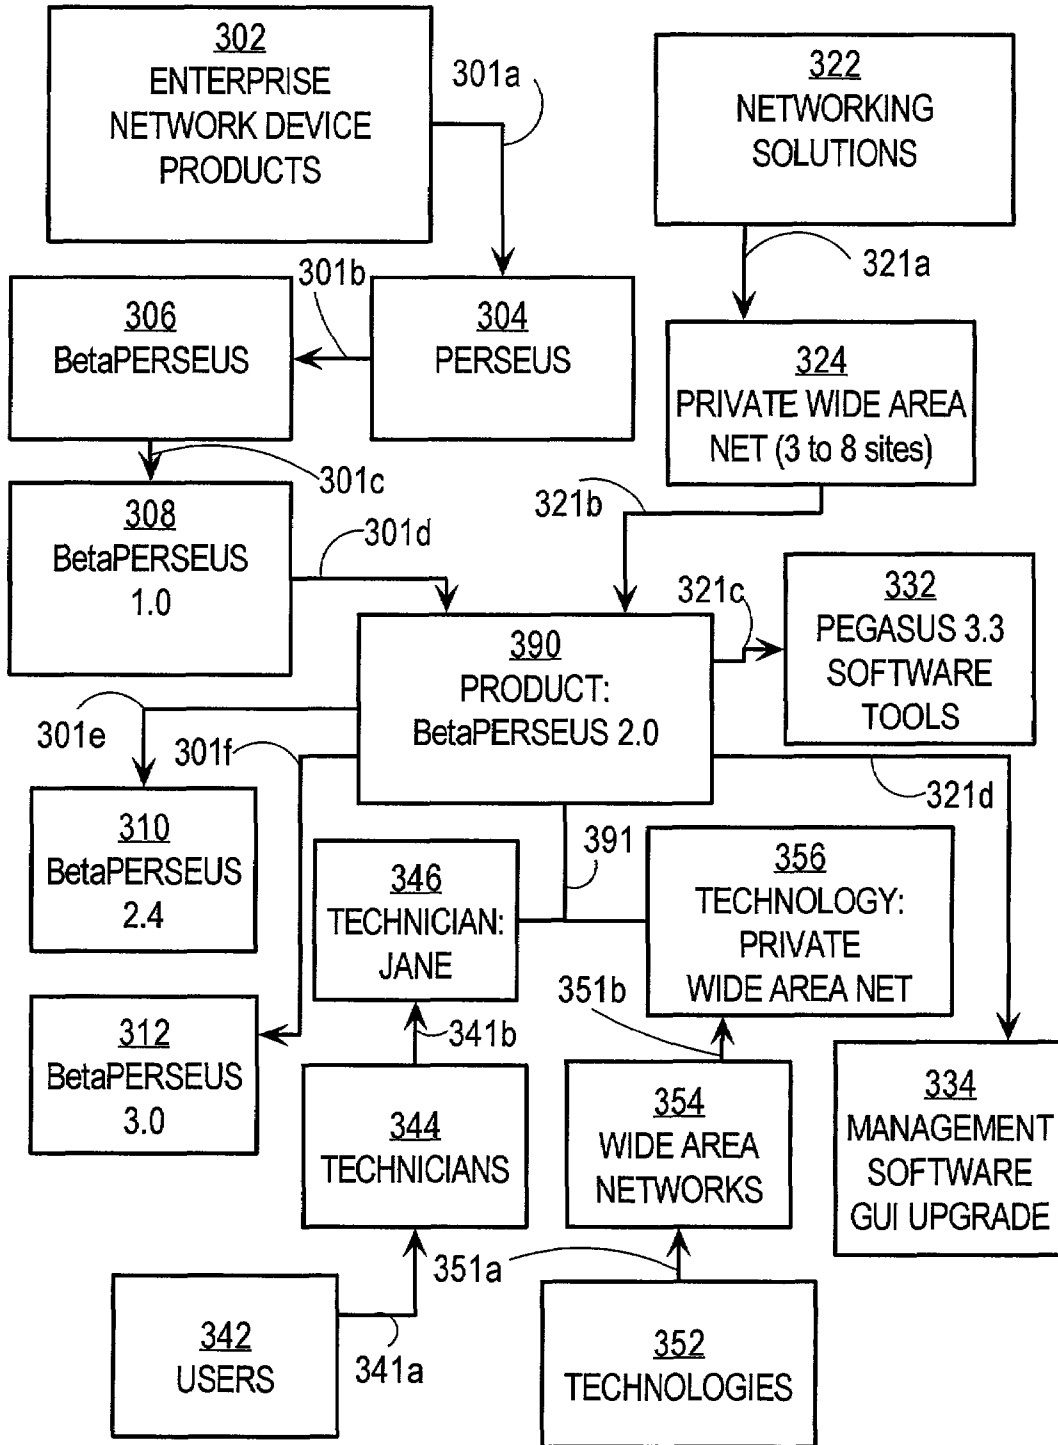 302
ENTERPRISE
NETWORK DEVICE
PRODUCTS
301a
322
NETWORKING
SOLUTIONS
321a
301b
306
BetaPERSEUS
304
PERSEUS
324
PRIVATE WIDE AREA
NET (3 to 8 sites)
301c
308
BetaPERSEUS
1.0
301d
321b
321c
332
PEGASUS 3.3
SOFTWARE
TOOLS
390
PRODUCT:
BetaPERSEUS 2.0
301e
301f
321d
310
BetaPERSEUS
2.4
391
346
TECHNICIAN:
JANE
356
TECHNOLOGY:
PRIVATE
WIDE AREA NET
351b
341b
312
BetaPERSEUS
3.0
344
TECHNICIANS
354
WIDE AREA
NETWORKS
334
MANAGEMENT
SOFTWARE
GUI UPGRADE
351a
342
USERS
341a
352
TECHNOLOGIES